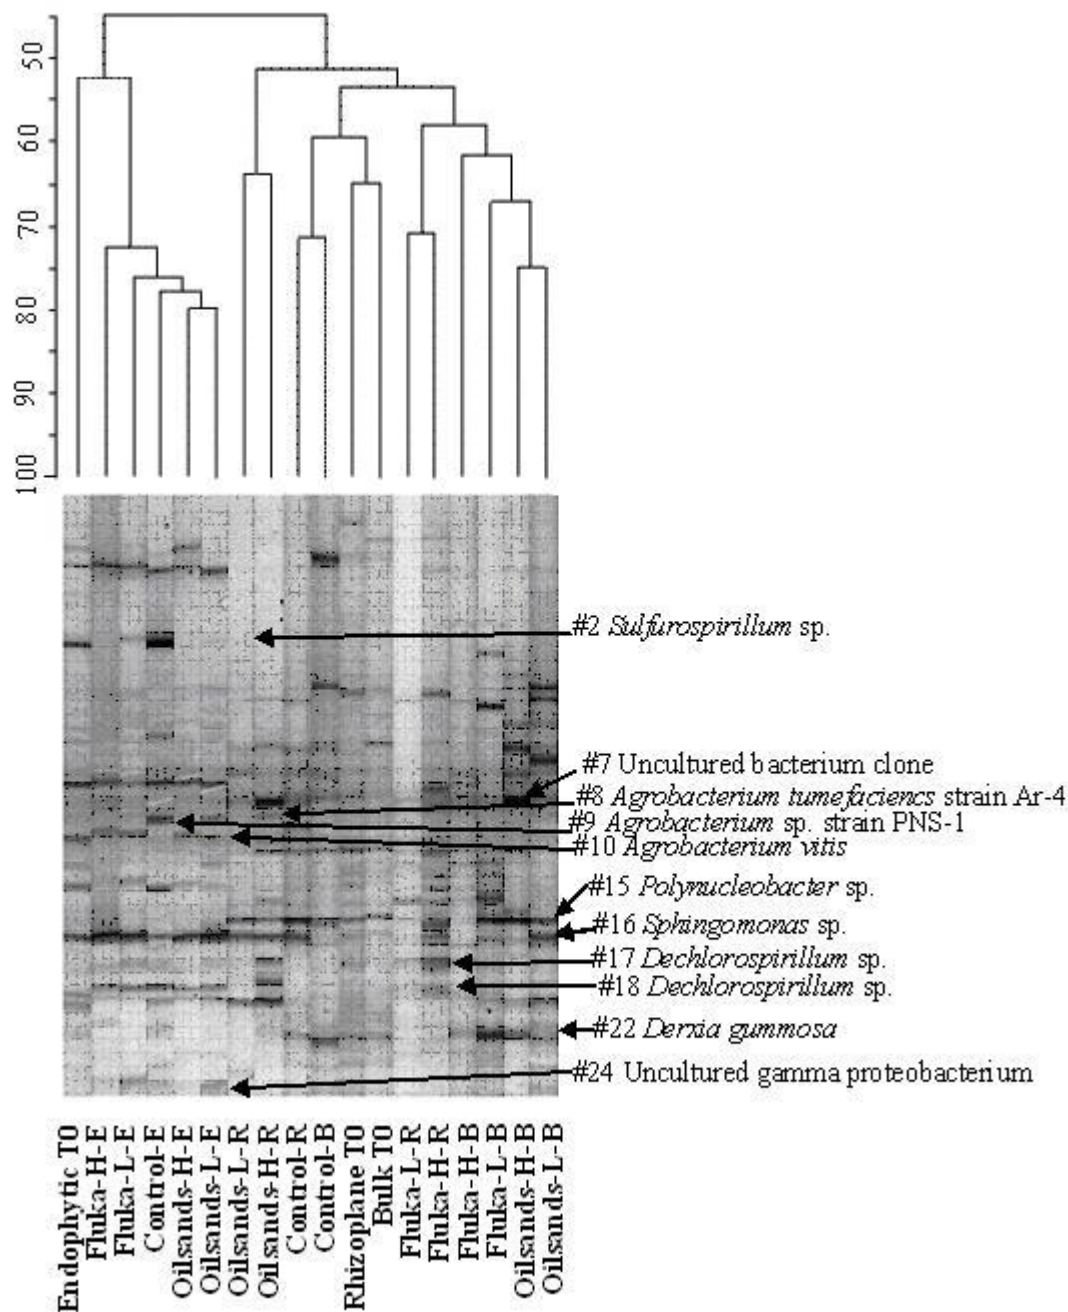 50
60
70
80
90
100
#2 Sulfurospirillum sp.
#7 Uncultured bacterium clone
#8 Agrobacterium tumefaciencs strain Ar-4
#9 Agrobacterium sp. strain PNS-1
#10 Agrobacterium vitis
#15 Polynucleobacter sp.
#16 Sphingomonas sp.
#17 Dechlorospirillum sp.
#18 Dechlorospirillum sp.
#22 Derxia gummosa
#24 Uncultured gamma proteobacterium
Endophytic T0
Fluka-H-E
Fluka-L-E
Control-E
Oilsands-H-E
Oilsands-L-E
Oilsands-L-R
Oilsands-H-R
Control-R
Control-B
Rhizoplane T0
Bulk T0
Fluka-L-R
Fluka-H-R
Fluka-H-B
Fluka-L-B
Oilsands-H-B
Oilsands-L-B